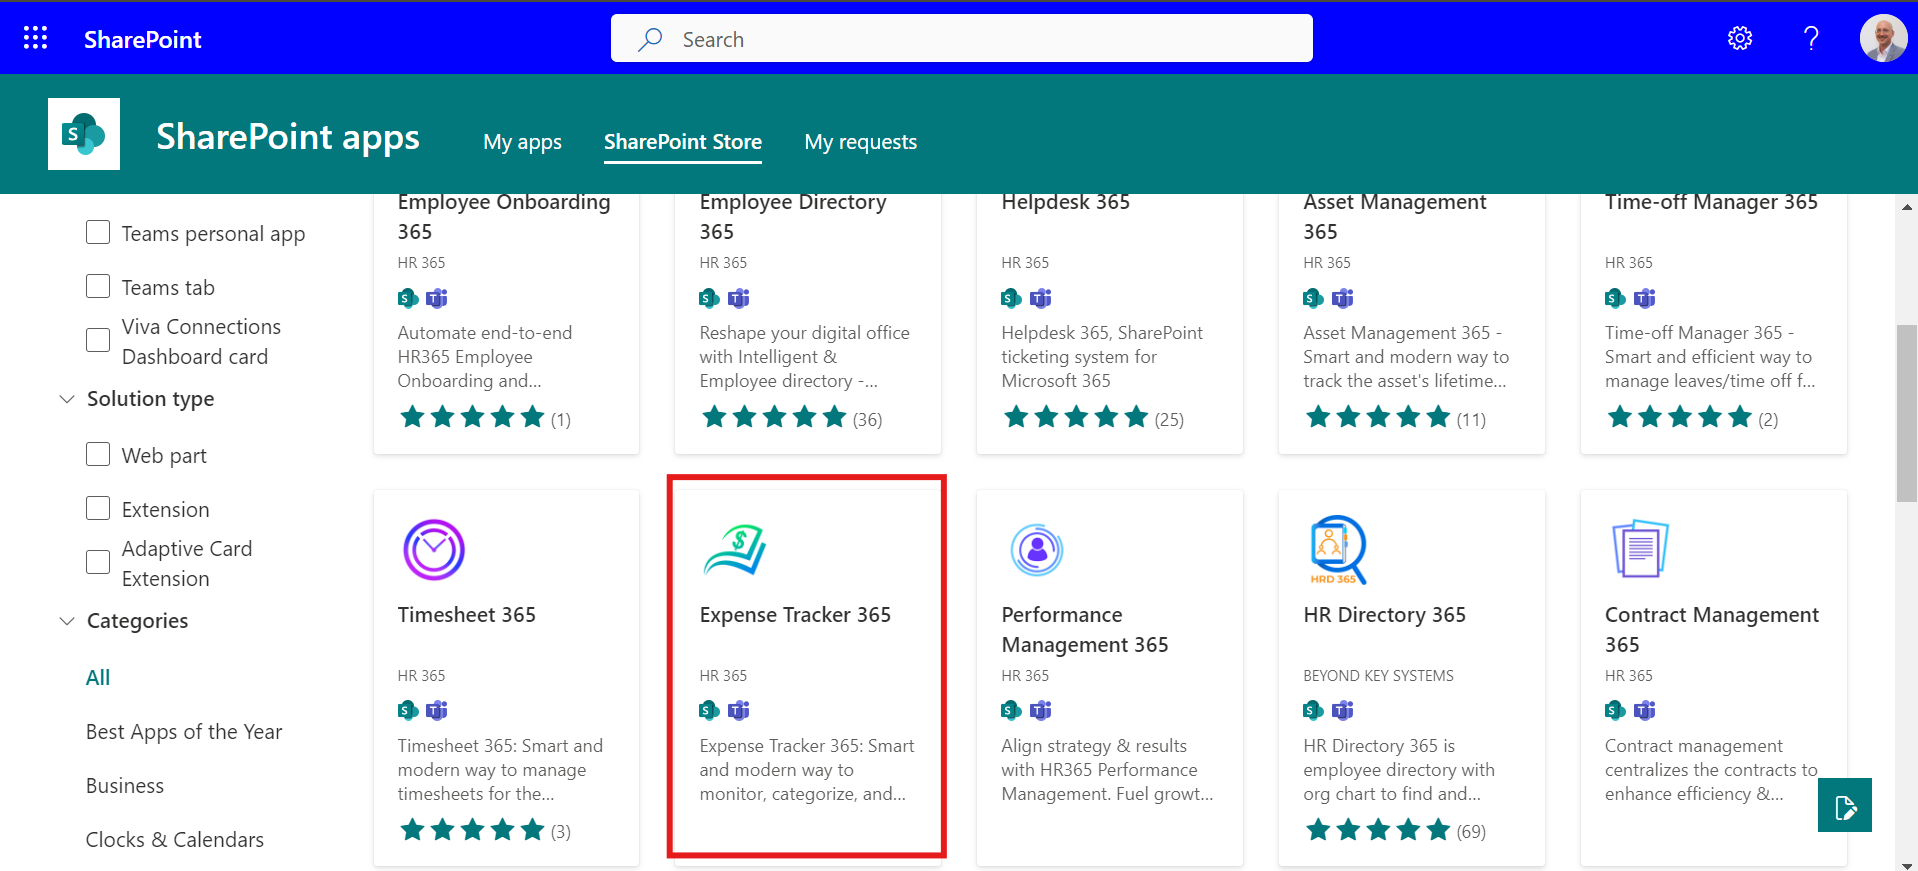 SharePoint
Search
SharePoint apps
My apps
SharePoint Store
My requests
Teams personal app
Teams tab
Viva Connections
Dashboard card
Solution type
Web part
Extension
Adaptive Card
Extension
Categories
All
Best Apps of the Year
Business
Clocks & Calendars
Employee Onboarding
365
HR 365
Automate end-to-end
HR365 Employee
Onboarding and...
(1)
Employee Directory
365
HR 365
Reshape your digital office
with Intelligent &
Employee directory -...
(36)
Helpdesk 365
HR 365
Helpdesk 365, SharePoint
ticketing system for
Microsoft 365
(25)
Asset Management
365
HR 365
Asset Management 365 -
Smart and modern way to
track the asset's lifetime...
(11)
Time-off Manager 365
HR 365
Time-off Manager 365 -
Smart and efficient way to
manage leaves/time off f...
(2)
Timesheet 365
HR 365
Timesheet 365: Smart and
modern way to manage
timesheets for the...
(3)
Expense Tracker 365
HR 365
Expense Tracker 365: Smart
and modern way to
monitor, categorize, and...
Performance
Management 365
HR 365
Align strategy & results
with HR365 Performance
Management. Fuel growt...
HRD 365
HR Directory 365
BEYOND KEY SYSTEMS
HR Directory 365 is
employee directory with
org chart to find and...
(69)
Contract Management
365
HR 365
Contract management
centralizes the contracts to
enhance efficiency &...